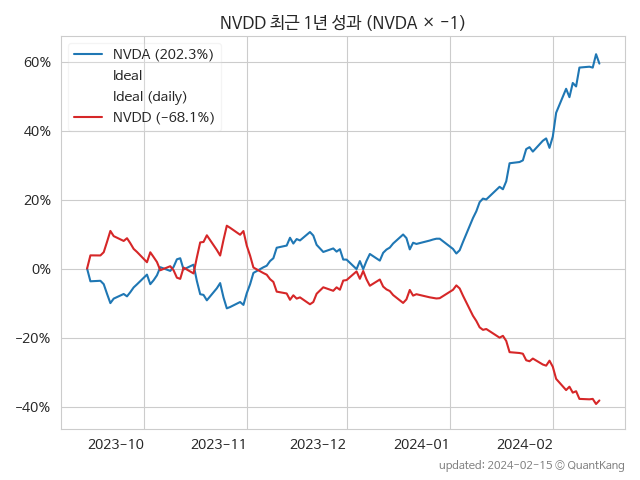 NVDD 최근 1년 성과 (NVDA × -1)
NVDA (202.3%)
Ideal
Ideal (daily)
NVDD (-68.1%)
60%
40%
20%
0%
-20%
-40%
2023-10 2023-11 2023-12 2024-01 2024-02
updated: 2024-02-15 © QuantKang